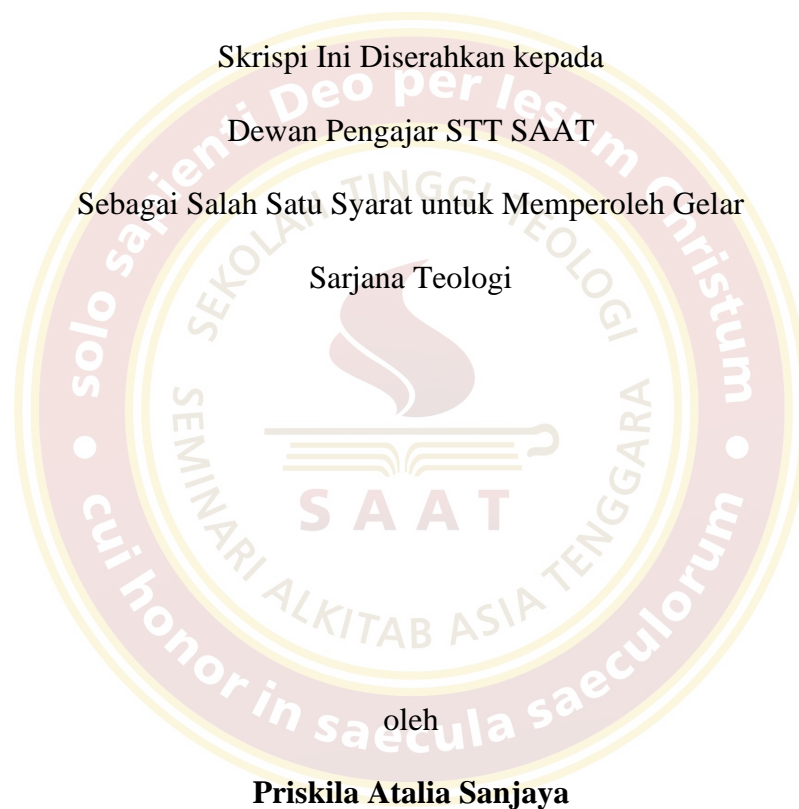 Skrispi Ini Diserahkan kepada
Dewan Pengajar STT SAAT
Sebagai Salah Satu Syarat untuk Memperoleh Gelar
Sarjana Teologi
solo sapienti Deo per Iesum Christum
SEKOLAH TINGGI TEOLOGI
SAAT
SEMINARI ALKITAB ASIA TENGGARA
cui honor in saecula saeculorum
oleh
Priskila Atalia Sanjaya